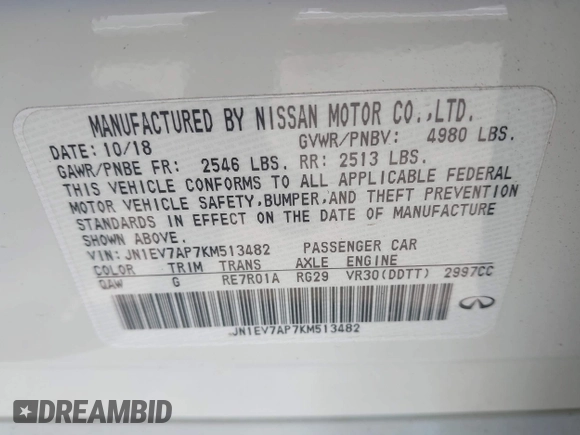 MANUFACTURED BY NISSAN MOTOR CO.,LTD.
DATE: 10/18 GVWR/PNBV: 4980 LBS.
GAWR/PNBE FR: 2546 LBS. RR: 2513 LBS.
THIS VEHICLE CONFORMS TO ALL APPLICABLE FEDERAL
MOTOR VEHICLE SAFETY,BUMPER,AND THEFT PREVENTION
STANDARDS IN EFFECT ON THE DATE OF MANUFACTURE
SHOWN ABOVE.
VIN: JN1EV7AP7KM513482 PASSENGER CAR
COLOR TRIM TRANS AXLE ENGINE
QAW G RE7R01A RG29 VR30(DDTT) 2997CC
JN1EV7AP7KM513482
DREAMBID